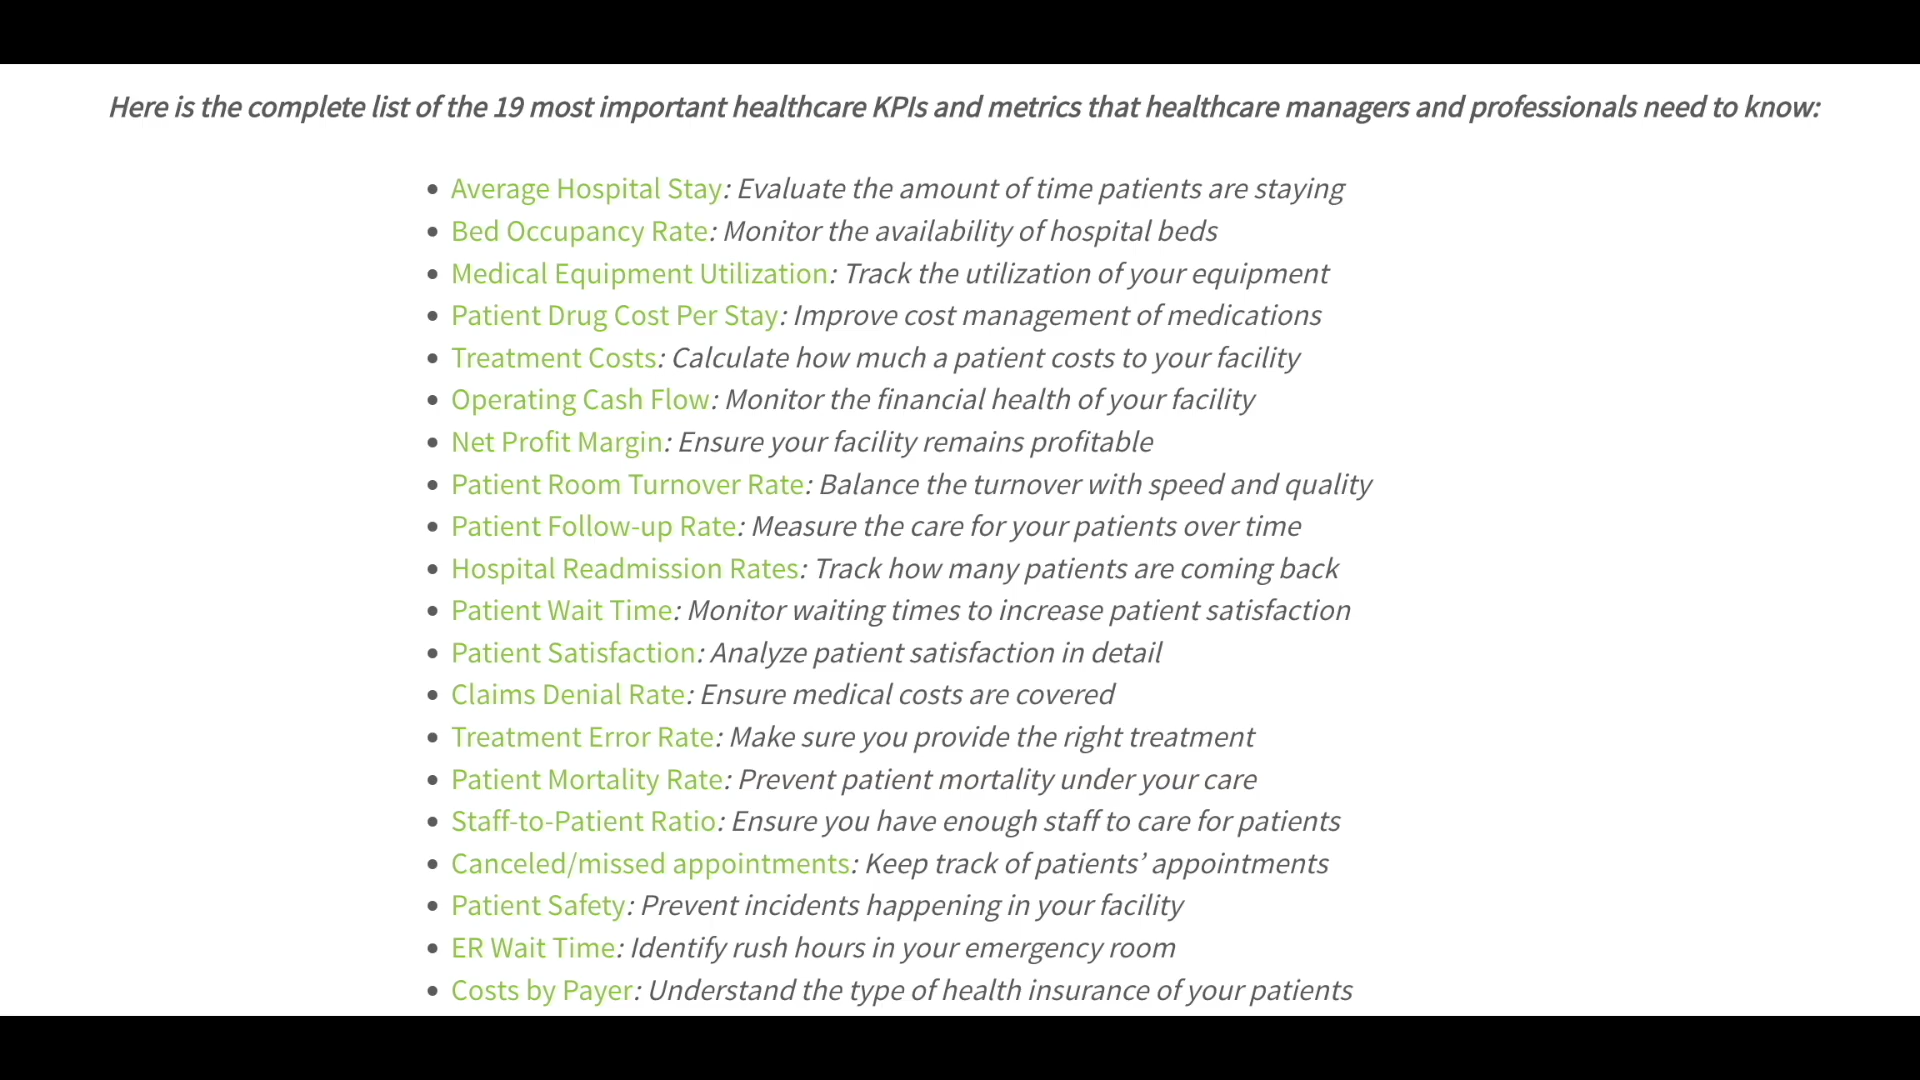 Here is the complete list of the 19 most important healthcare KPIs and metrics that healthcare managers and professionals need to know:
• Average Hospital Stay: Evaluate the amount of time patients are staying
• Bed Occupancy Rate: Monitor the availability of hospital beds
• Medical Equipment Utilization: Track the utilization of your equipment
• Patient Drug Cost Per Stay: Improve cost management of medications
• Treatment Costs: Calculate how much a patient costs to your facility
• Operating Cash Flow: Monitor the financial health of your facility
• Net Profit Margin: Ensure your facility remains profitable
• Patient Room Turnover Rate: Balance the turnover with speed and quality
• Patient Follow-up Rate: Measure the care for your patients over time
• Hospital Readmission Rates: Track how many patients are coming back
• Patient Wait Time: Monitor waiting times to increase patient satisfaction
• Patient Satisfaction: Analyze patient satisfaction in detail
• Claims Denial Rate: Ensure medical costs are covered
• Treatment Error Rate: Make sure you provide the right treatment
• Patient Mortality Rate: Prevent patient mortality under your care
• Staff-to-Patient Ratio: Ensure you have enough staff to care for patients
• Canceled/missed appointments: Keep track of patients’ appointments
• Patient Safety: Prevent incidents happening in your facility
• ER Wait Time: Identify rush hours in your emergency room
• Costs by Payer: Understand the type of health insurance of your patients